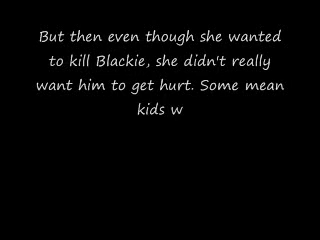 But then even though she wanted
to kill Blackie, she didn't really
want him to get hurt. Some mean
kids w